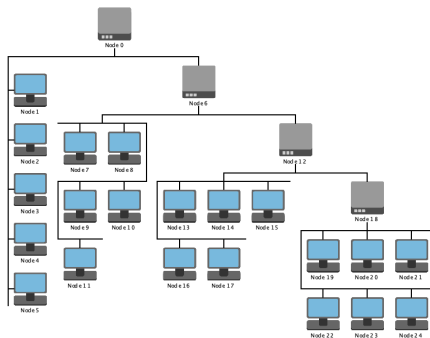 Node 0
Node 6
Node 1
Node 2
Node 7
Node 8
Node 12
Node 3
Node 9
Node 10
Node 13
Node 14
Node 15
Node 18
Node 4
Node 11
Node 16
Node 17
Node 19
Node 20
Node 21
Node 5
Node 22
Node 23
Node 24